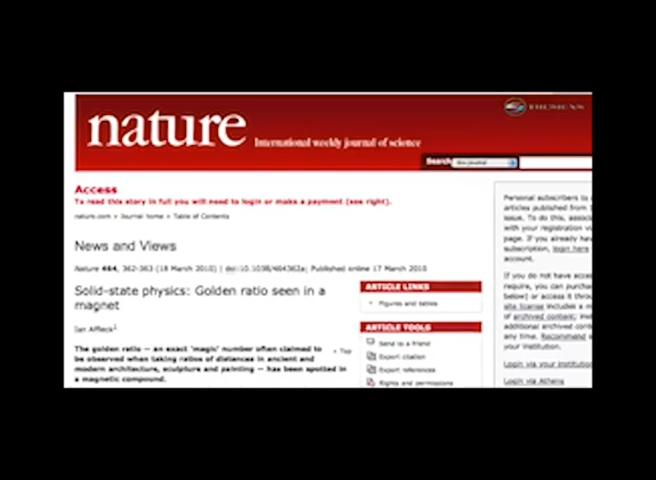 THOMSEN
nature International weekly journal of science
Search this journal
Access
To read this story in full you will need to login or make a payment (see right).
nature.com > Journal home > Table of Contents
News and Views
Nature 464, 362-363 (18 March 2010) | doi:10.1038/464362a; Published online 17 March 2010
Solid-state physics: Golden ratio seen in a
magnet
Ian Affleck1
The golden ratio — an exact 'magic' number often claimed to
be observed when taking ratios of distances in ancient and
modern architecture, sculpture and painting — has been spotted in
a magnetic compound.
Top
ARTICLE LINKS
Figures and tables
ARTICLE TOOLS
Send to a friend
Export citation
Export references
Rights and permissions
Personal subscribers to
articles published from
issue. To do this, assoc
with your registration vi
page. If you already hav
subscription, login here
account.
If you do not have acces
require, you can purchas
below) or access it throu
site license includes a m
of archived content; inst
additional archived cont
any time. Recommend
your institution.
Login via your institution
Login via Athens